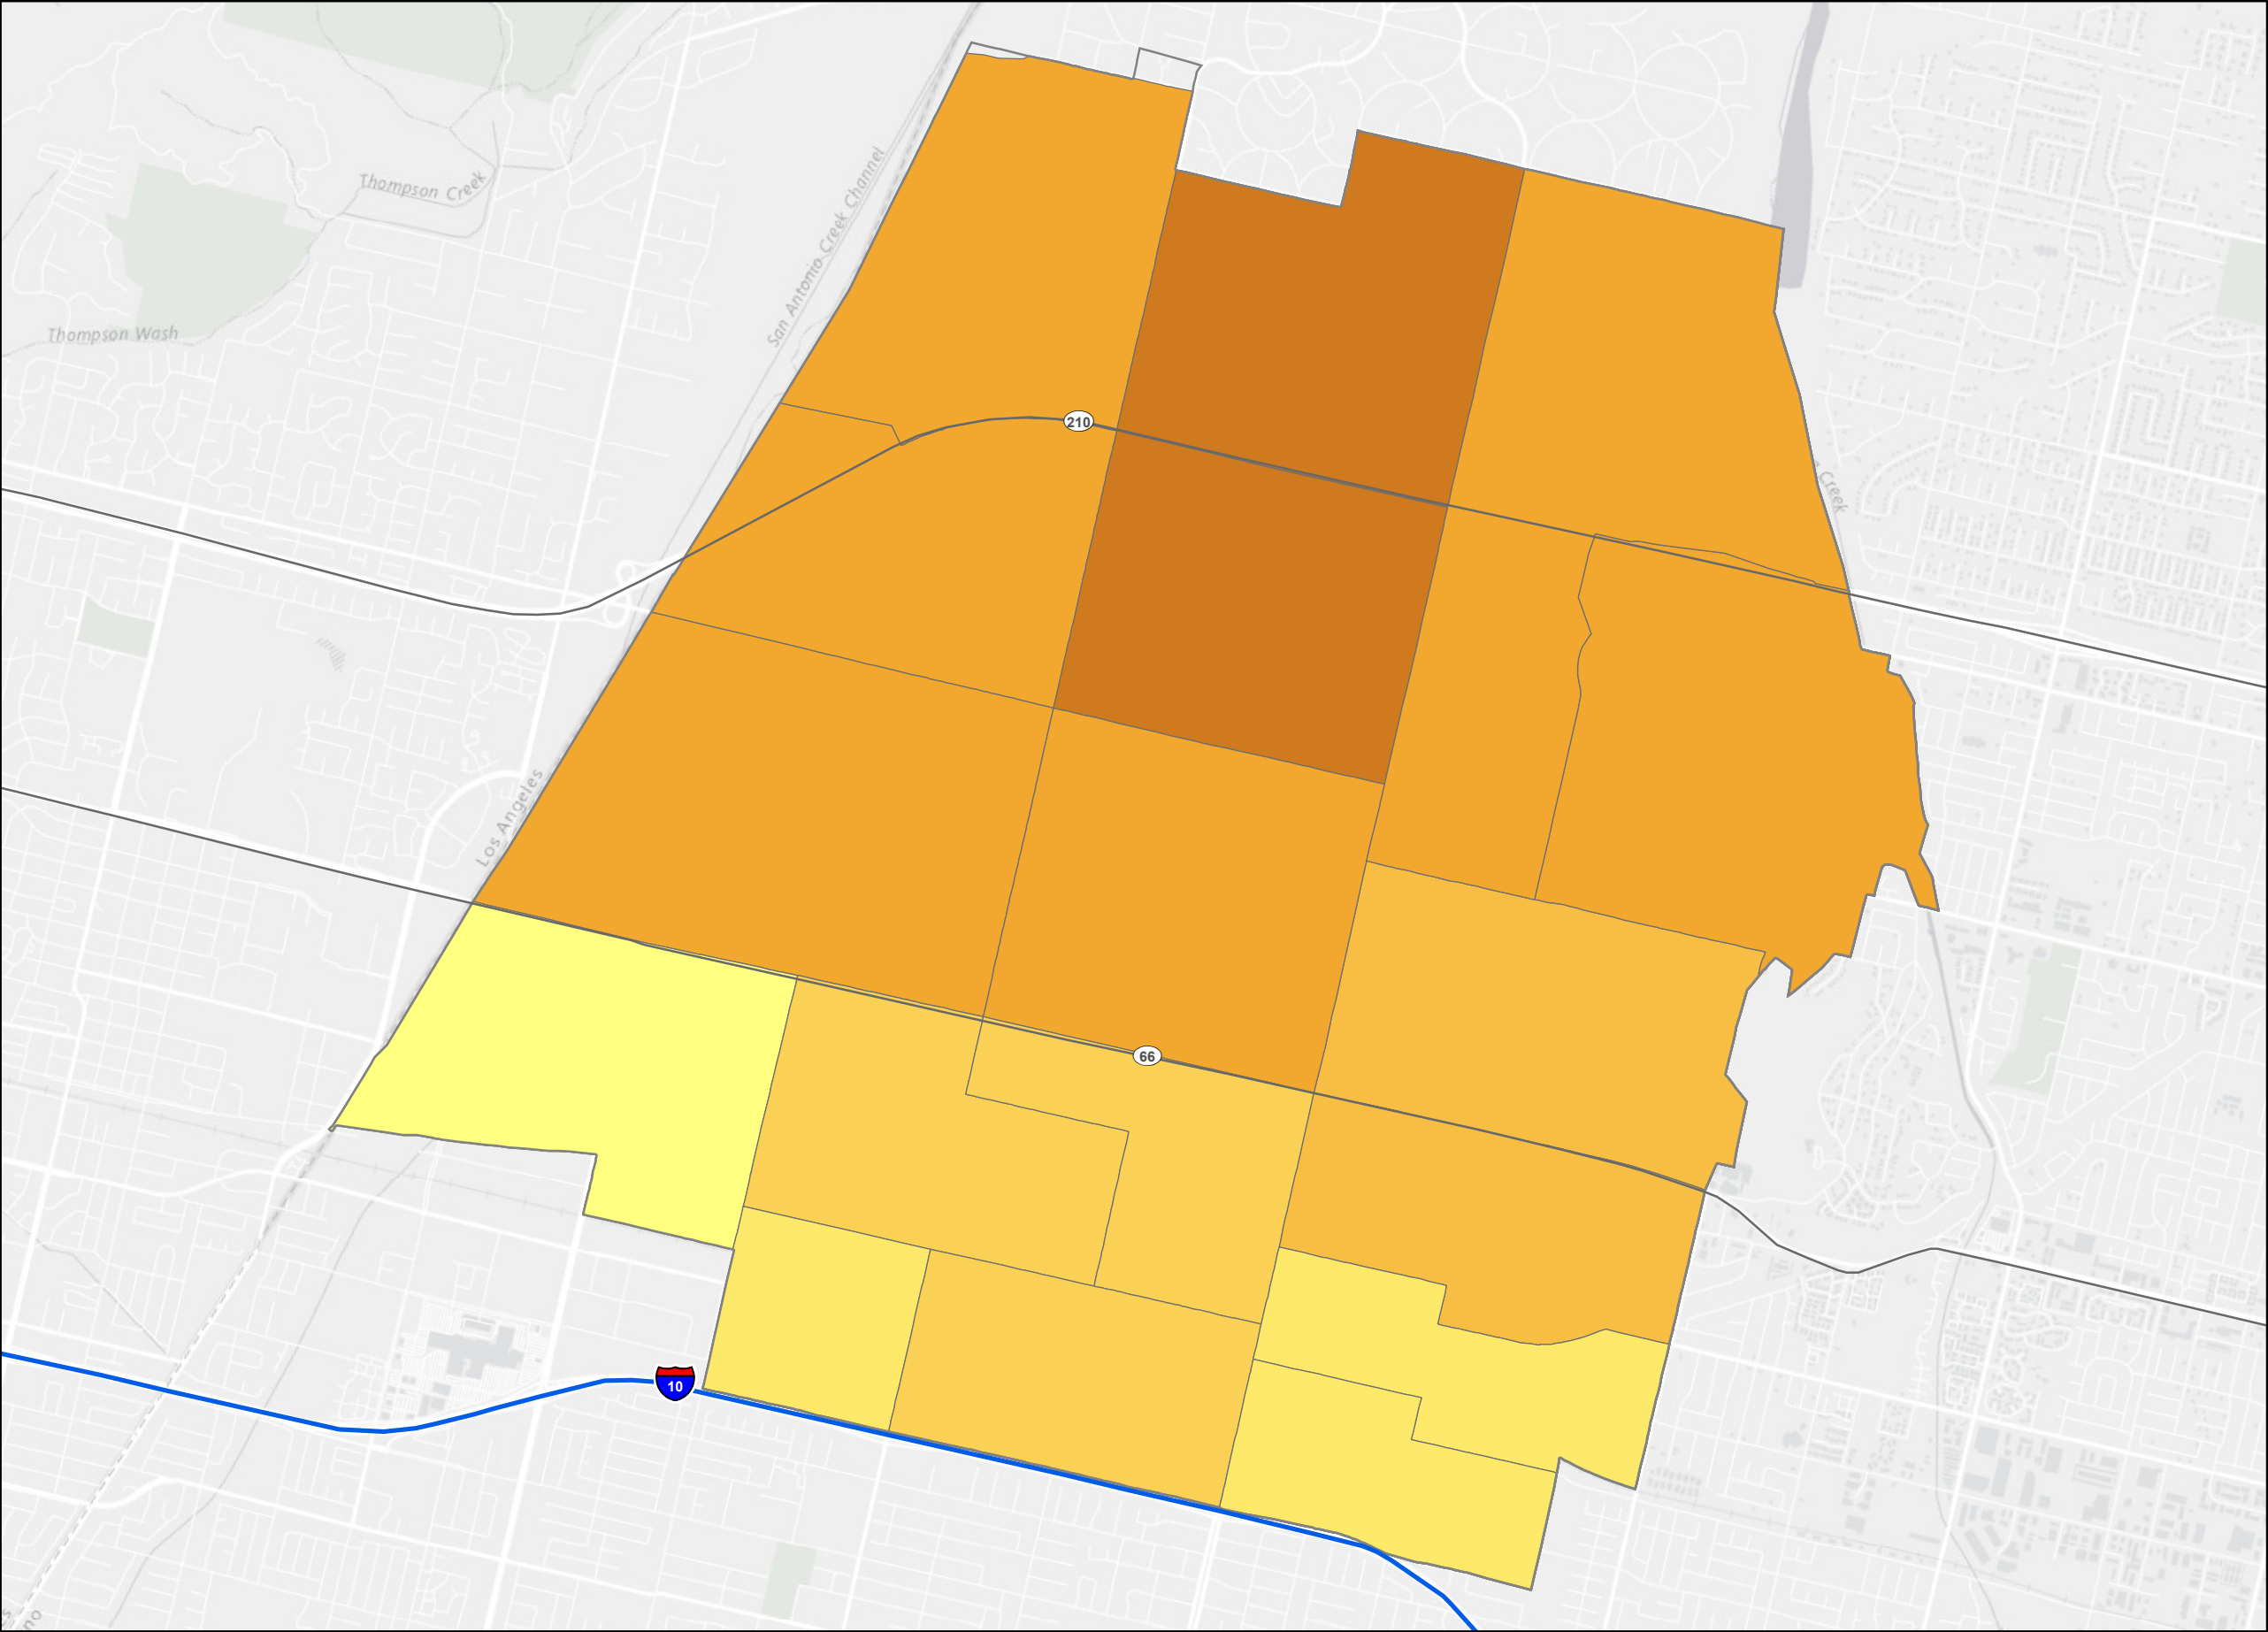 Thompson Creek
San Antonio Creek Channel
Thompson Wash
210
Creek
Los Angeles
66
10